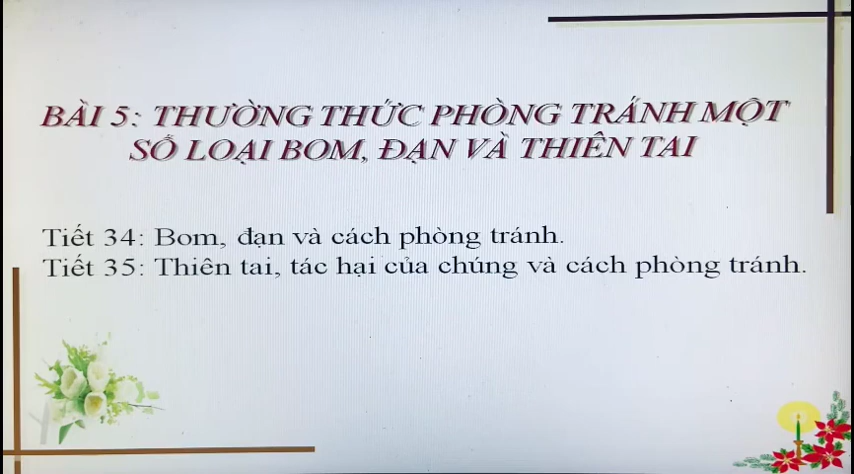 BÀI 5: THƯỜNG THỨC PHÒNG TRÁNH MỘT
SỐ LOẠI BOM, ĐẠN VÀ THIÊN TAI
Tiết 34: Bom, đạn và cách phòng tránh.
Tiết 35: Thiên tai, tác hại của chúng và cách phòng tránh.